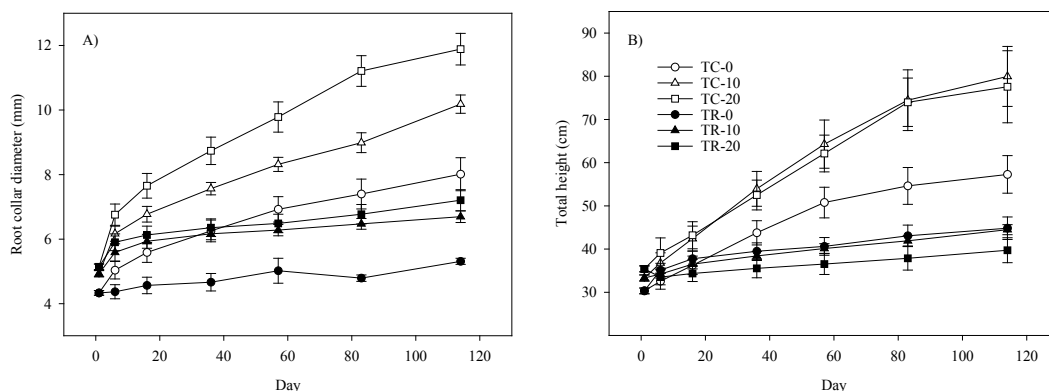 A)
Root collar diameter (mm)
12
10
8
6
4
0 20 40 60 80 100 120
Day
B)
TC-0
TC-10
TC-20
TR-0
TR-10
TR-20
Total height (cm)
90
80
70
60
50
40
30
0 20 40 60 80 100 120
Day